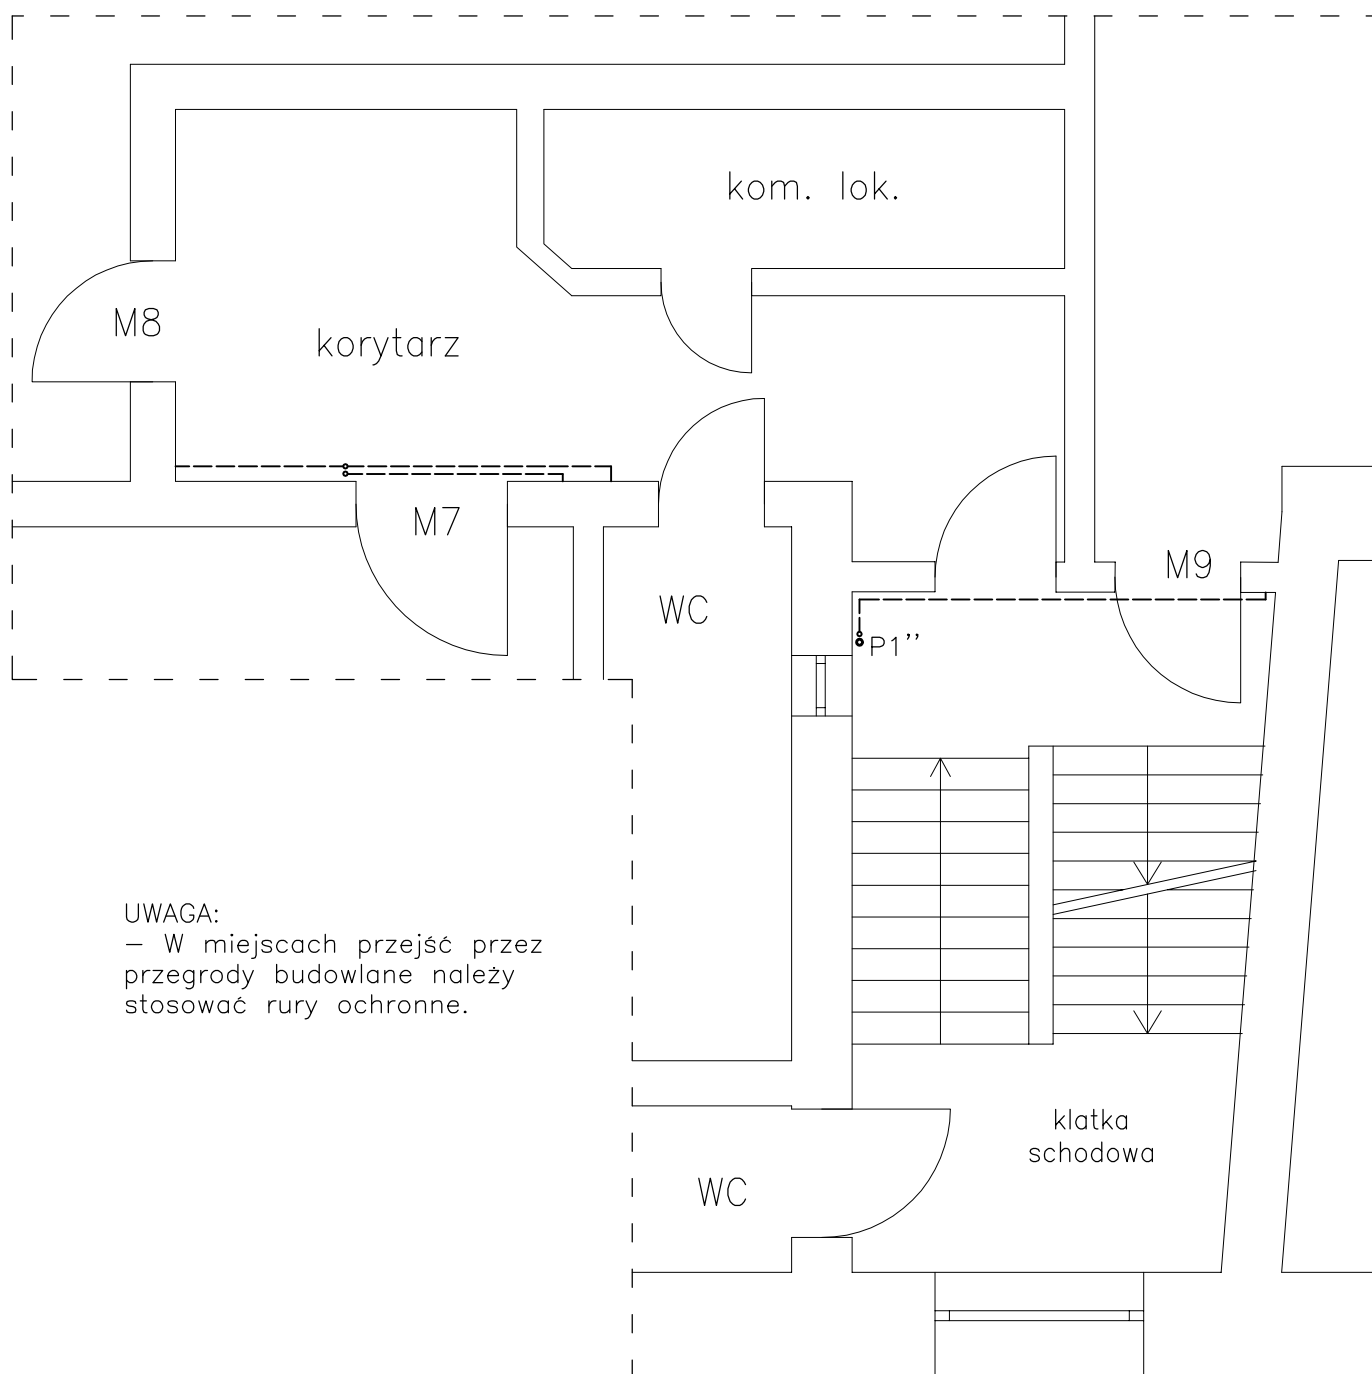 kom. lok.
M8
korytarz
M7
M9
WC
P1''
UWAGA:
– W miejscach przejść przez
przegrody budowlane należy
stosować rury ochronne.
klatka
schodowa
WC